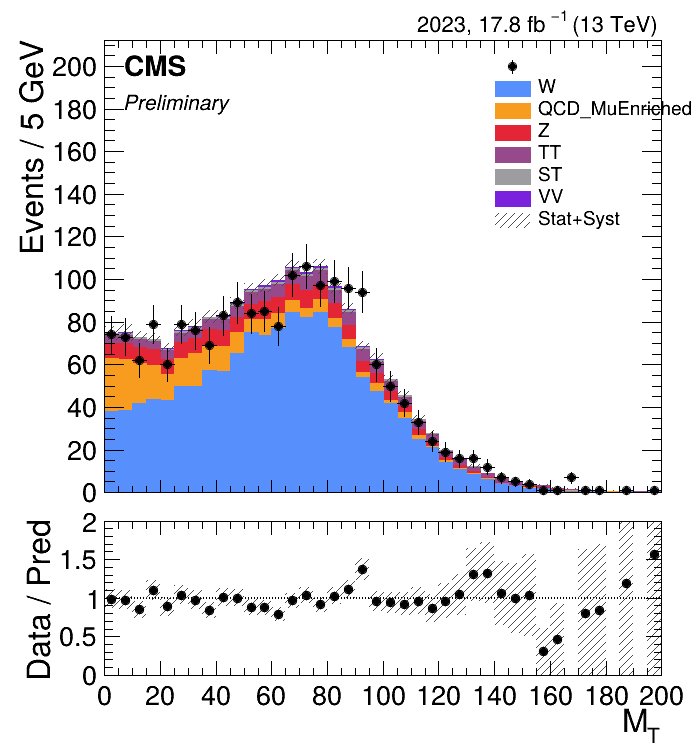 2023, 17.8 fb⁻¹ (13 TeV)
Events / 5 GeV
200
180
160
140
120
100
80
60
40
20
0
CMS
Preliminary
W
QCD_MuEnriched
Z
TT
ST
VV
Stat+Syst
Data / Pred
2
1.5
1
0.5
0
0 20 40 60 80 100 120 140 160 180 200
M_T